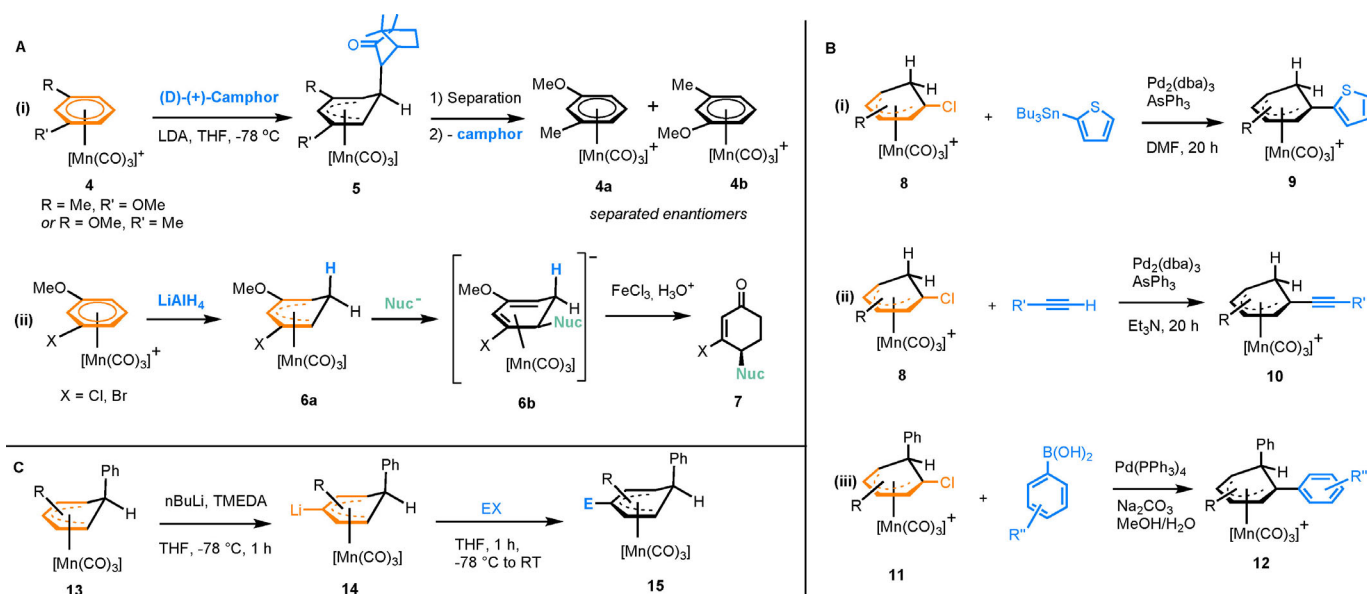 A
(i)
R
R'
[Mn(CO)3]+
4
R = Me, R' = OMe
or R = OMe, R' = Me
(D)-(+)-Camphor
LDA, THF, -78 ºC
O
R
H
R'
[Mn(CO)3]
5
1) Separation
2) - camphor
MeO
Me
[Mn(CO)3]+
4a
+
Me
MeO
[Mn(CO)3]+
4b
separated enantiomers
(ii)
MeO
X
[Mn(CO)3]+
X = Cl, Br
LiAlH4
H
MeO
H
X
[Mn(CO)3]
6a
Nuc-
H
MeO
H
Nuc
X
[Mn(CO)3]
–
6b
FeCl3, H3O+
O
X
Nuc
7
B
(i)
H
H
Cl
R
[Mn(CO)3]+
8
+
Bu3Sn
S
Pd2(dba)3
AsPh3
DMF, 20 h
H
H
S
R
[Mn(CO)3]+
9
(ii)
H
H
Cl
R
[Mn(CO)3]+
8
+
R'
H
Pd2(dba)3
AsPh3
Et3N, 20 h
H
H
R'
R
[Mn(CO)3]+
10
(iii)
Ph
H
Cl
R
[Mn(CO)3]+
11
+
B(OH)2
R''
Pd(PPh3)4
Na2CO3
MeOH/H2O
Ph
H
R''
R
[Mn(CO)3]+
12
C
Ph
R
H
[Mn(CO)3]
13
nBuLi, TMEDA
THF, -78 °C, 1 h
Ph
R
Li
H
[Mn(CO)3]
14
EX
THF, 1 h,
-78 °C to RT
Ph
R
E
H
[Mn(CO)3]
15